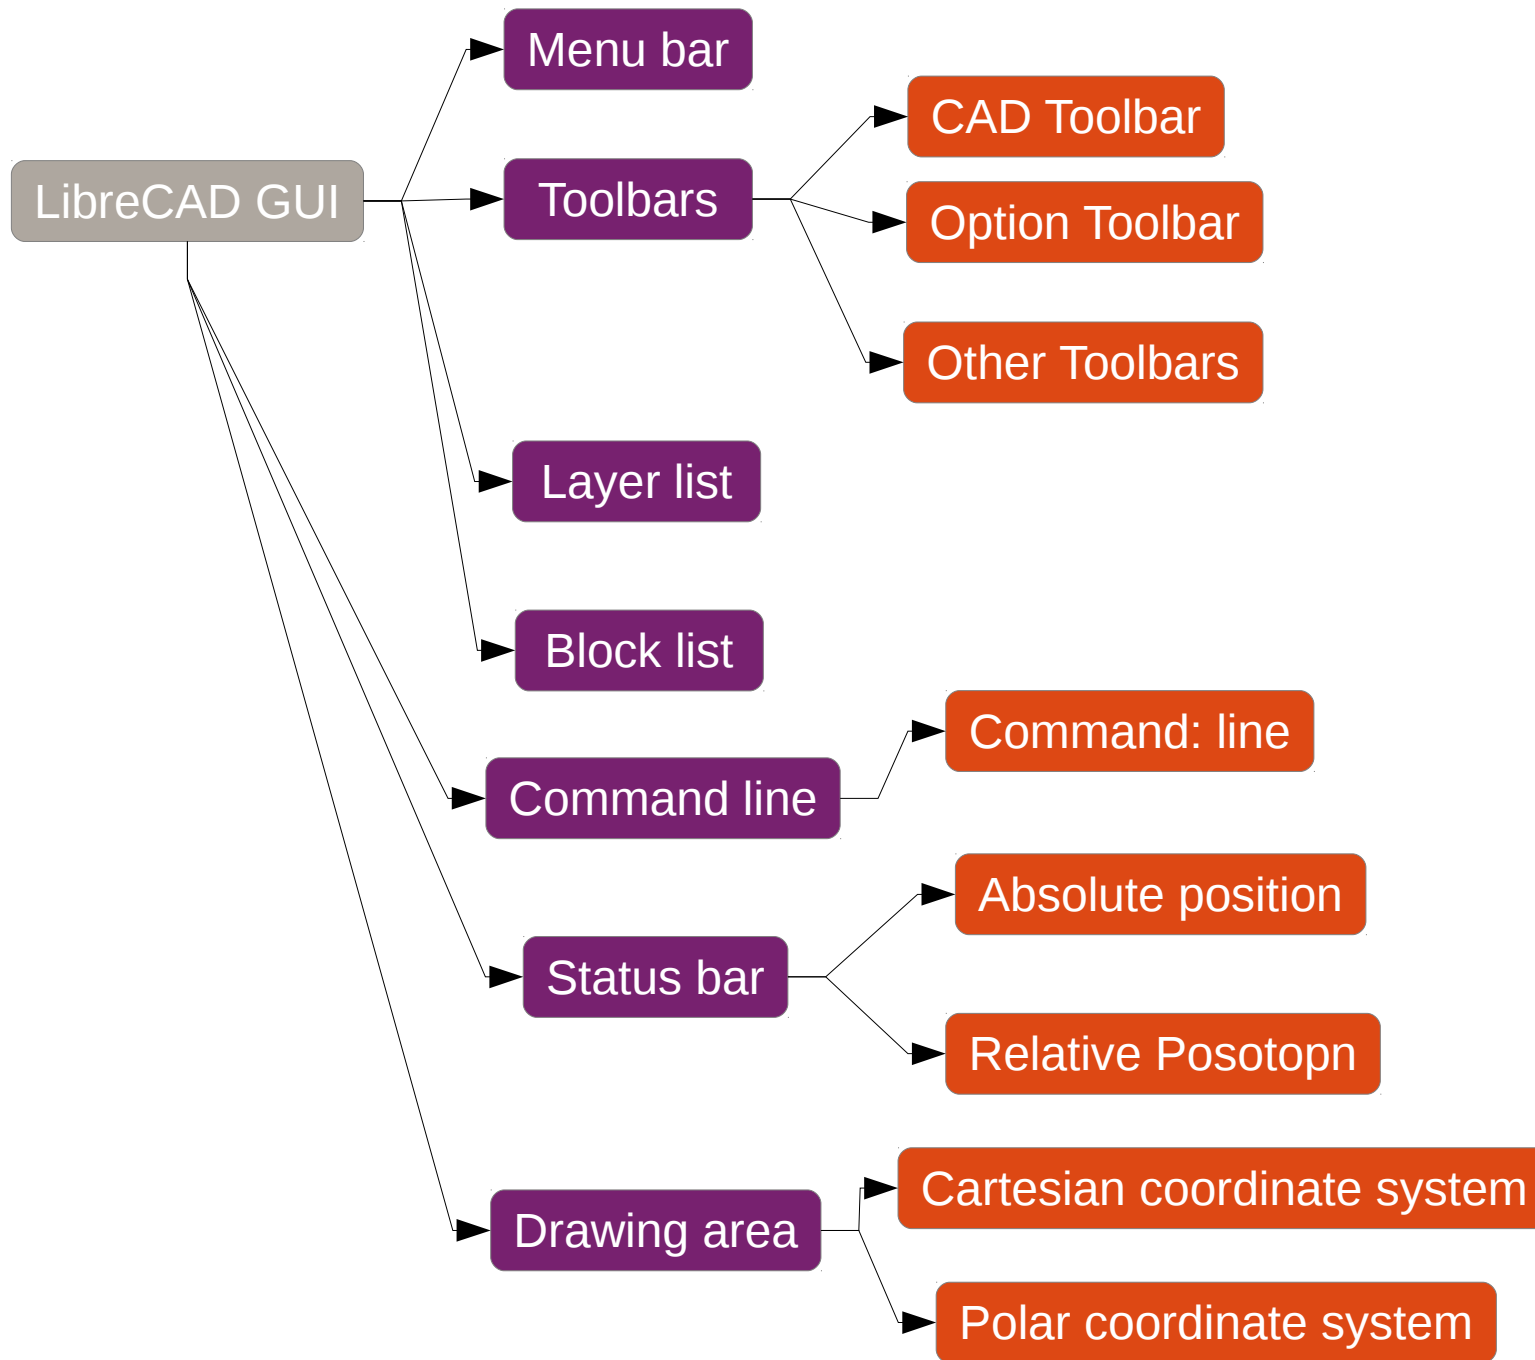 LibreCAD GUI
Menu bar
Toolbars
CAD Toolbar
Option Toolbar
Other Toolbars
Layer list
Block list
Command line
Command: line
Status bar
Absolute position
Relative Posotopn
Drawing area
Cartesian coordinate system
Polar coordinate system